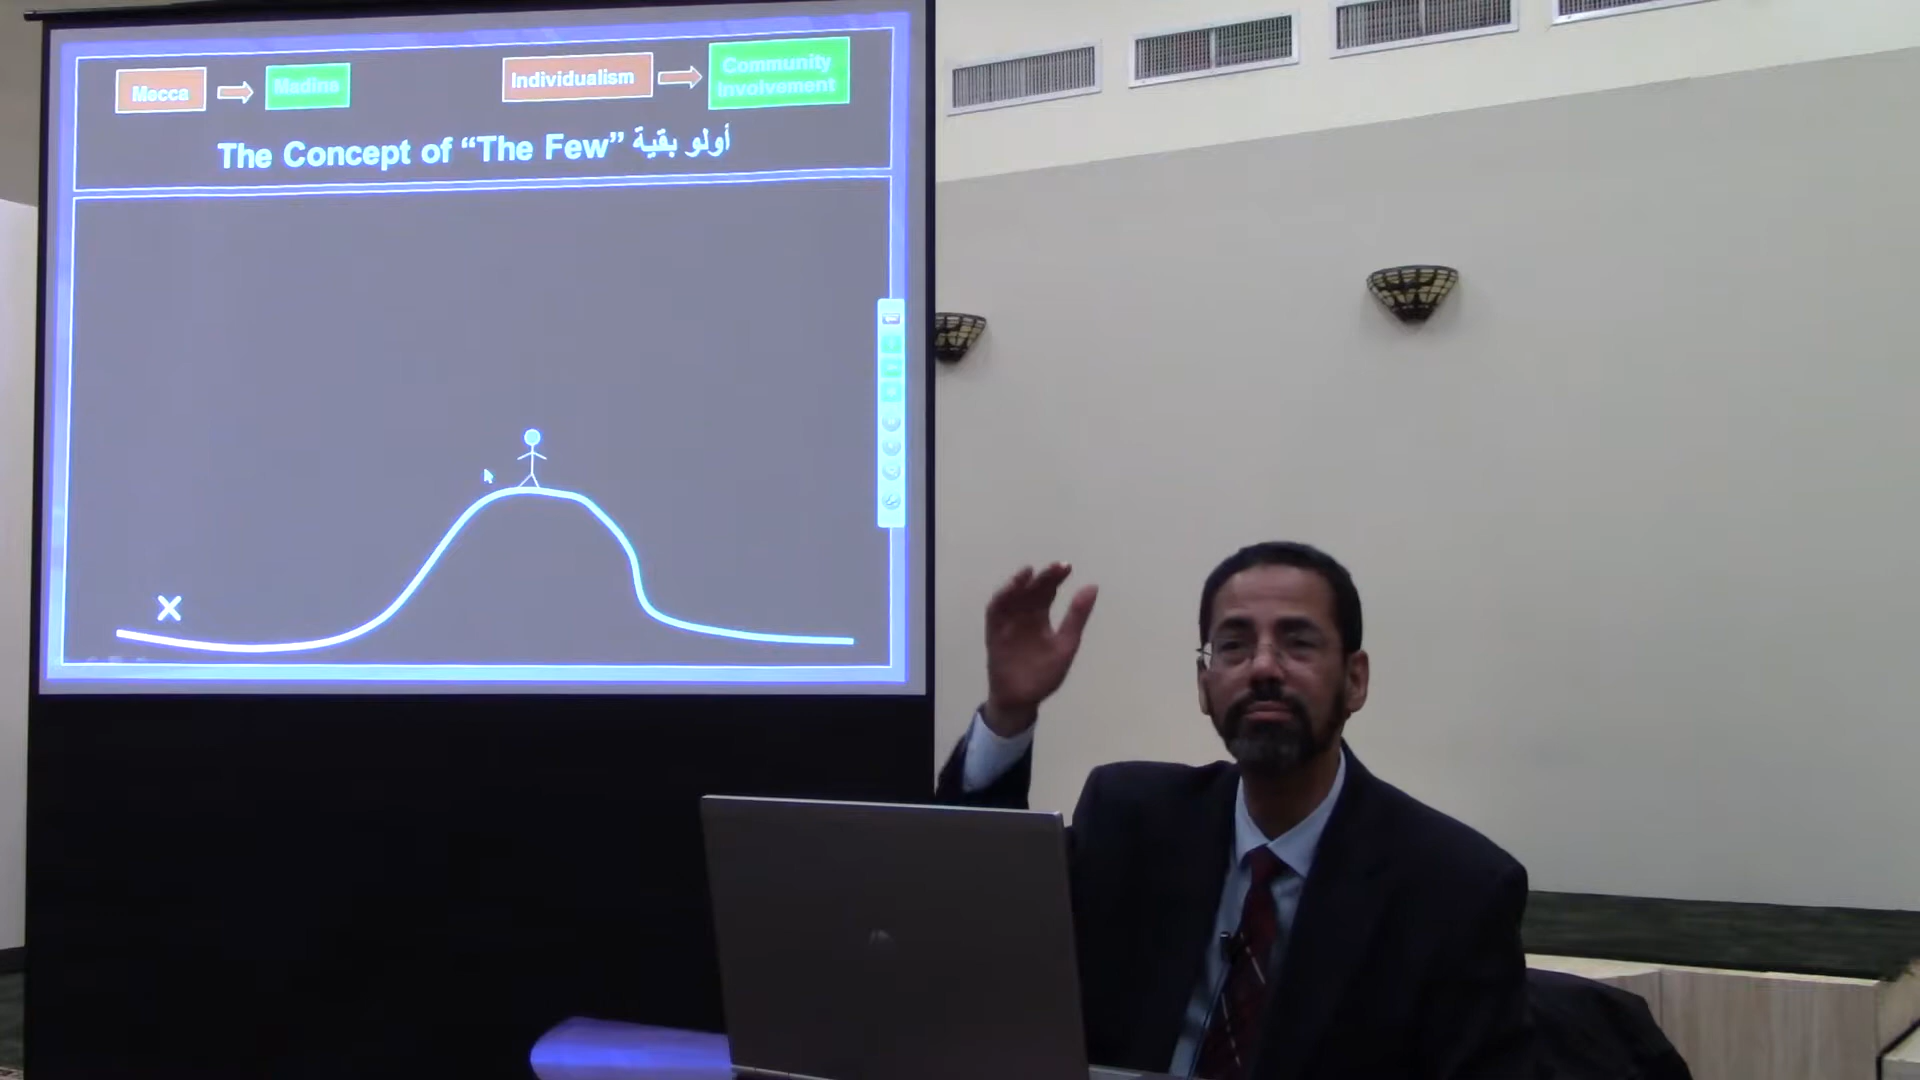 Mecca
Madina
Individualism
Community
Involvement
The Concept of “The Few” أولو بقية
X